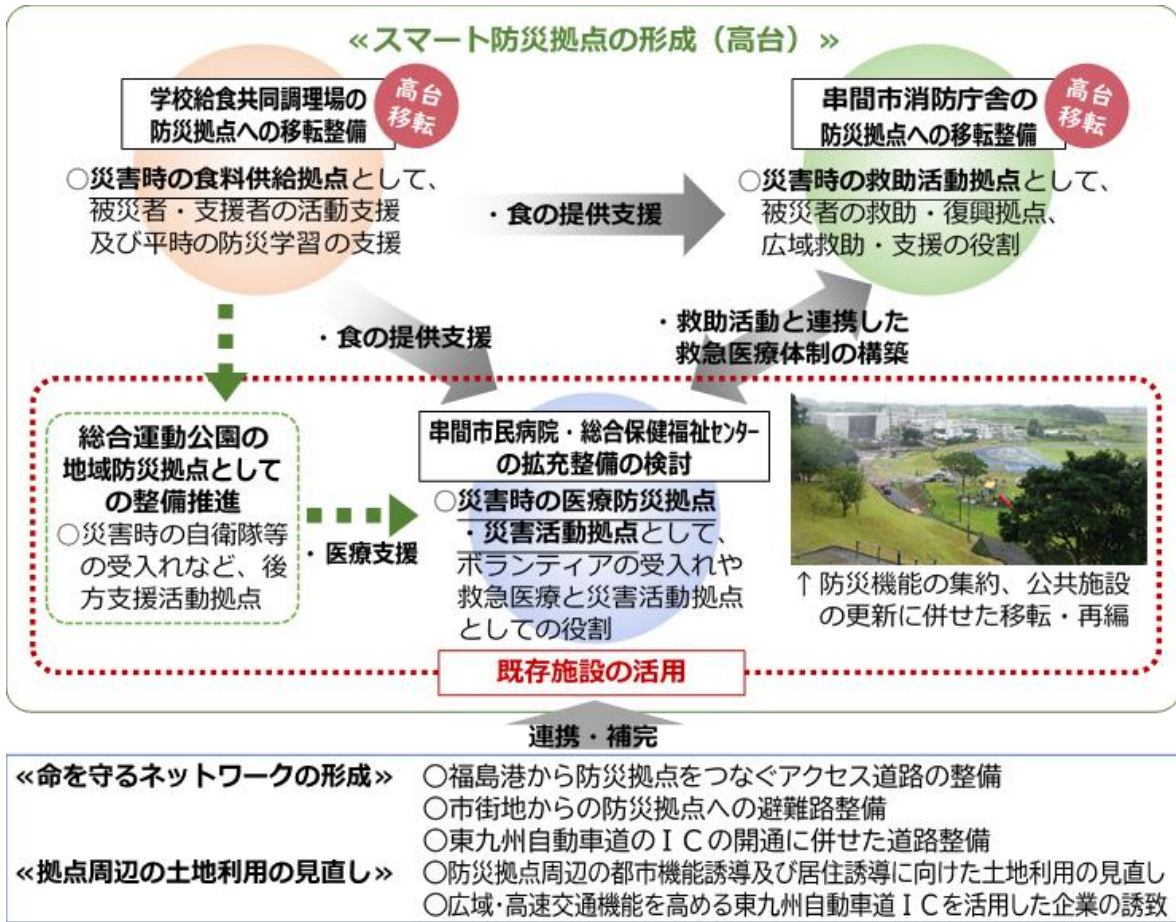 ≪スマート防災拠点の形成（高台）≫
学校給食共同調理場の
防災拠点への移転整備
高台
移転
○災害時の食料供給拠点として、
被災者・支援者の活動支援
及び平時の防災学習の支援
・食の提供支援
串間市消防庁舎の
防災拠点への移転整備
高台
移転
○災害時の救助活動拠点として、
被災者の救助・復興拠点、
広域救助・支援の役割
・食の提供支援
・救助活動と連携した
救急医療体制の構築
総合運動公園の
地域防災拠点として
の整備推進
○災害時の自衛隊等
の受入れなど、後
方支援活動拠点
・医療支援
串間市民病院・総合保健福祉センター
の拡充整備の検討
○災害時の医療防災拠点
・災害活動拠点として、
ボランティアの受入れや
救急医療と災害活動拠点
としての役割
↑防災機能の集約、公共施設
の更新に併せた移転・再編
既存施設の活用
連携・補完
≪命を守るネットワークの形成≫ ○福島港から防災拠点をつなぐアクセス道路の整備
○市街地からの防災拠点への避難路整備
○東九州自動車道のＩＣの開通に併せた道路整備
≪拠点周辺の土地利用の見直し≫ ○防災拠点周辺の都市機能誘導及び居住誘導に向けた土地利用の見直し
○広域・高速交通機能を高める東九州自動車道ＩＣを活用した企業の誘致